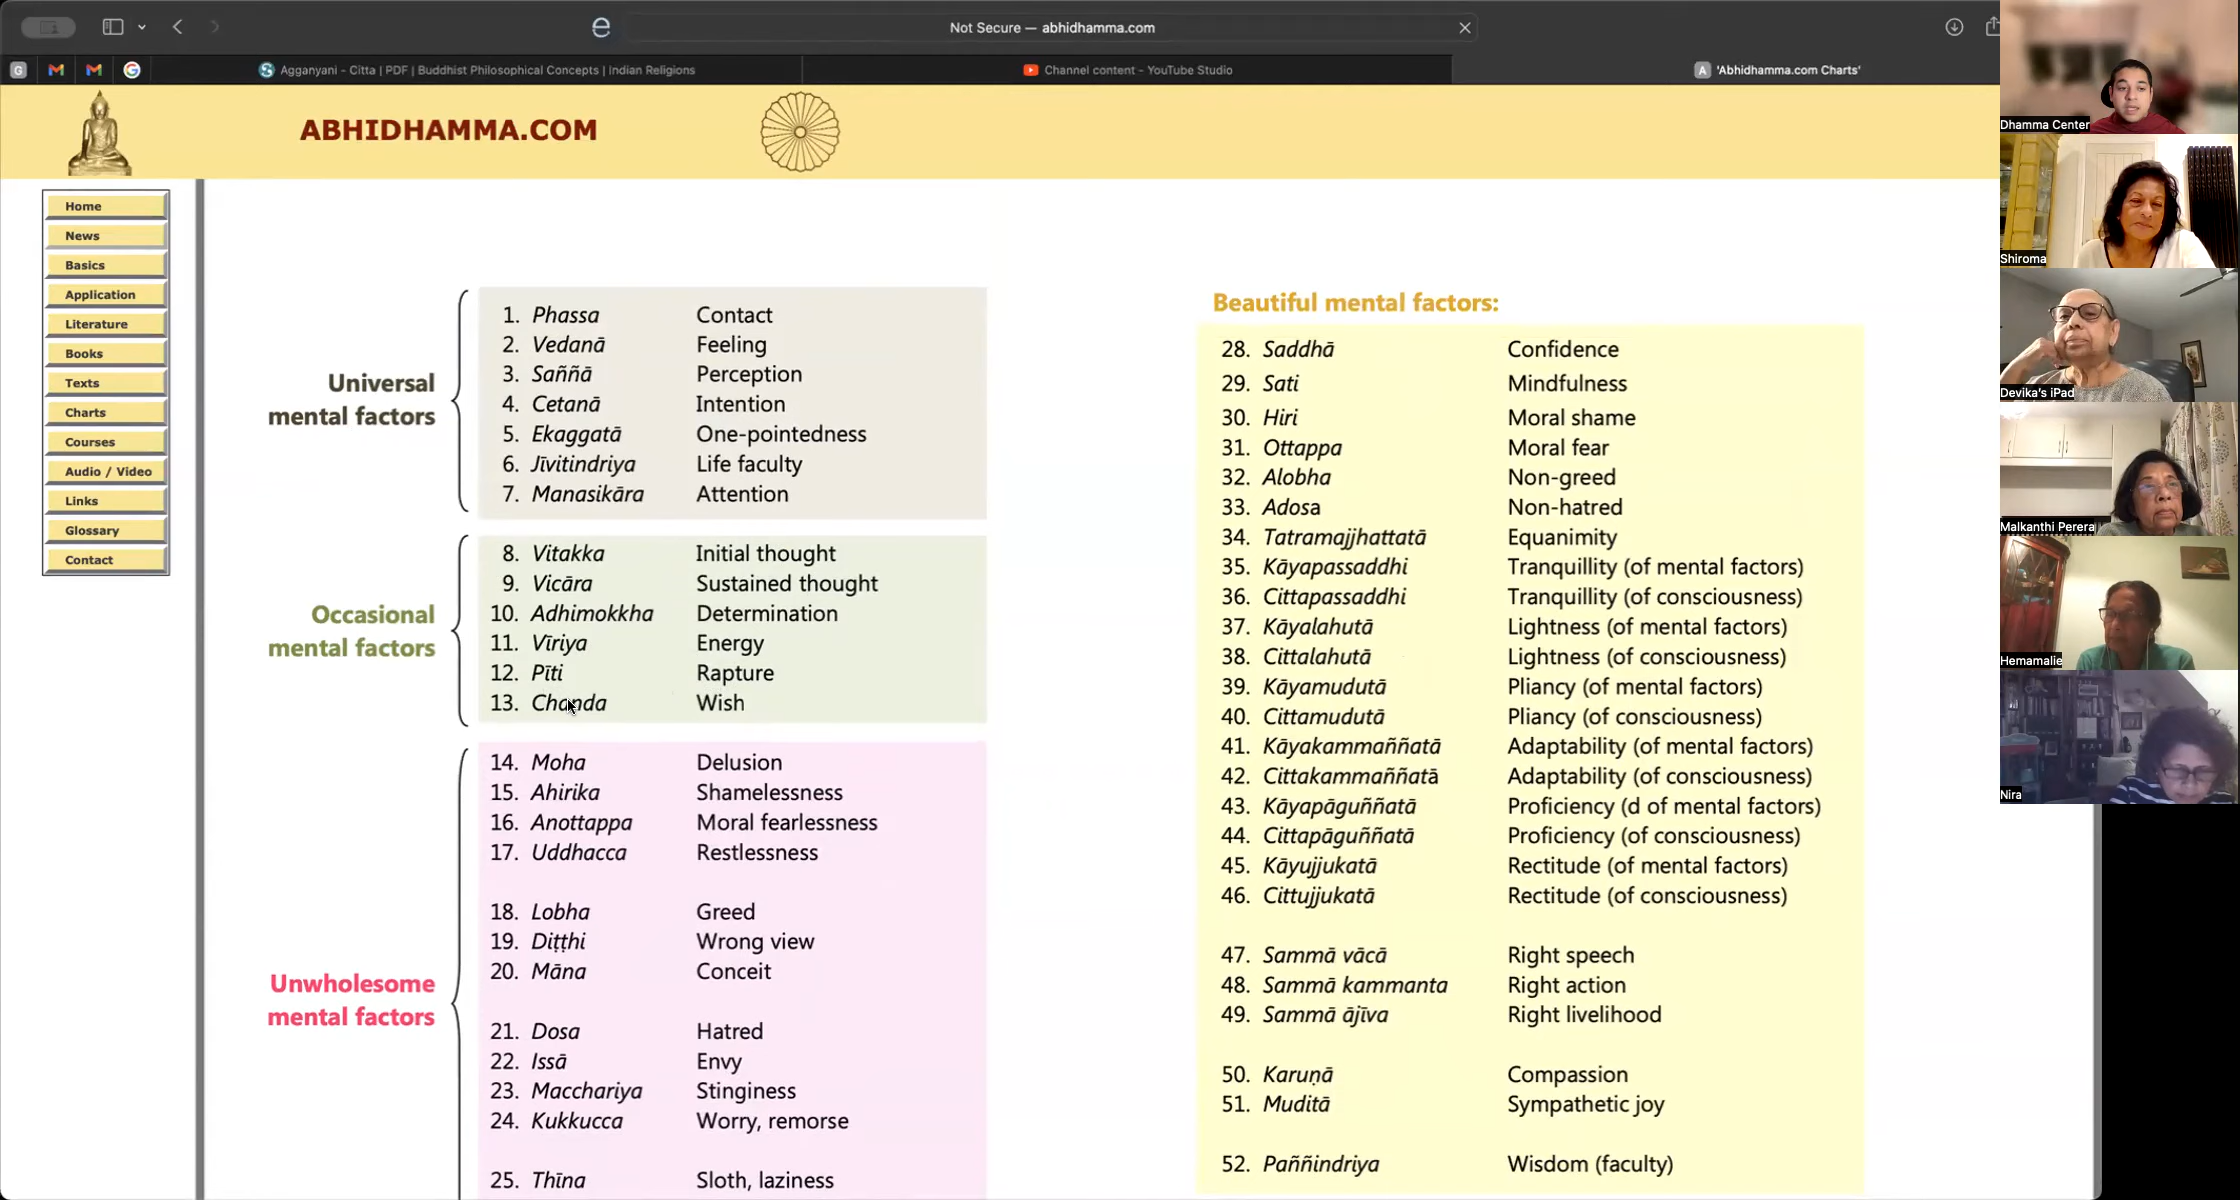 Not Secure — abhidhamma.com
Agganyani - Citta | PDF | Buddhist Philosophical Concepts | Indian Religions
Channel content - YouTube Studio
A 'Abhidhamma.com Charts'
ABHIDHAMMA.COM
Home
News
Basics
Application
Literature
Books
Texts
Charts
Courses
Audio / Video
Links
Glossary
Contact
Universal
mental factors
1. Phassa Contact
2. Vedanā Feeling
3. Saññā Perception
4. Cetanā Intention
5. Ekaggatā One-pointedness
6. Jīvitindriya Life faculty
7. Manasikāra Attention
Occasional
mental factors
8. Vitakka Initial thought
9. Vicāra Sustained thought
10. Adhimokkha Determination
11. Vīriya Energy
12. Pīti Rapture
13. Chanda Wish
Unwholesome
mental factors
14. Moha Delusion
15. Ahirika Shamelessness
16. Anottappa Moral fearlessness
17. Uddhacca Restlessness
18. Lobha Greed
19. Diṭṭhi Wrong view
20. Māna Conceit
21. Dosa Hatred
22. Issā Envy
23. Macchariya Stinginess
24. Kukkucca Worry, remorse
25. Thīna Sloth, laziness
Beautiful mental factors:
28. Saddhā Confidence
29. Sati Mindfulness
30. Hiri Moral shame
31. Ottappa Moral fear
32. Alobha Non-greed
33. Adosa Non-hatred
34. Tatramajjhattatā Equanimity
35. Kāyapassaddhi Tranquillity (of mental factors)
36. Cittapassaddhi Tranquillity (of consciousness)
37. Kāyalahutā Lightness (of mental factors)
38. Cittalahutā Lightness (of consciousness)
39. Kāyamudutā Pliancy (of mental factors)
40. Cittamudutā Pliancy (of consciousness)
41. Kāyakammaññatā Adaptability (of mental factors)
42. Cittakammaññatā Adaptability (of consciousness)
43. Kāyapāguññatā Proficiency (d of mental factors)
44. Cittapāguññatā Proficiency (of consciousness)
45. Kāyujjukatā Rectitude (of mental factors)
46. Cittujjukatā Rectitude (of consciousness)
47. Sammā vācā Right speech
48. Sammā kammanta Right action
49. Sammā ājīva Right livelihood
50. Karuṇā Compassion
51. Muditā Sympathetic joy
52. Paññindriya Wisdom (faculty)
Dhamma Center
Shiroma
Devika's iPad
Malkanthi Perera
Hemamalie
Nira